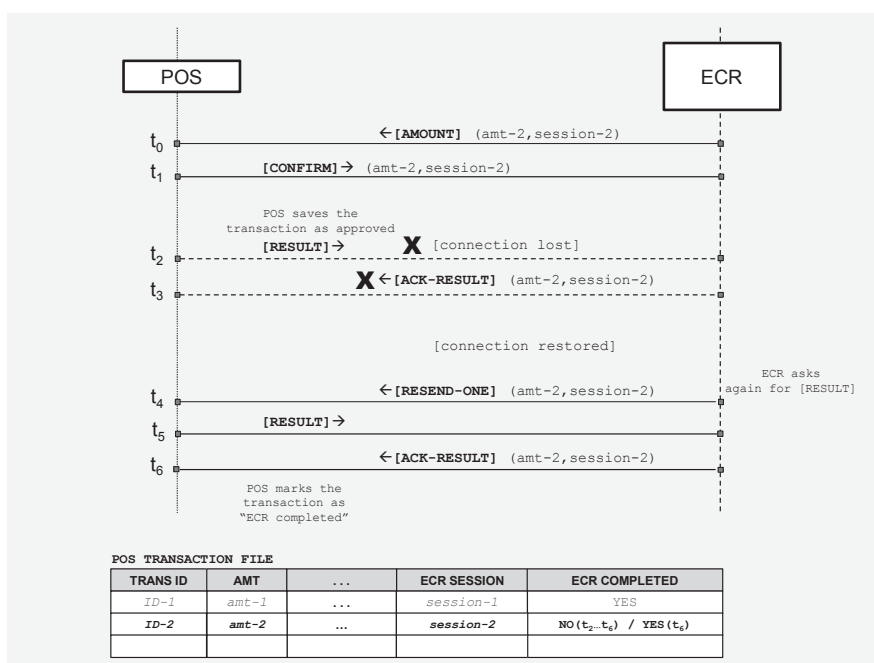 POS
ECR
t0 ←[AMOUNT] (amt-2,session-2)
t1 [CONFIRM]→ (amt-2,session-2)
POS saves the
transaction as approved
t2 [RESULT]→ X [connection lost]
t3 X ←[ACK-RESULT] (amt-2,session-2)
[connection restored]
ECR asks
again for [RESULT]
t4 ←[RESEND-ONE] (amt-2,session-2)
t5 [RESULT]→
t6 ←[ACK-RESULT] (amt-2,session-2)
POS marks the
transaction as
“ECR completed”
POS TRANSACTION FILE
TRANS ID AMT ... ECR SESSION ECR COMPLETED
ID-1 amt-1 ... session-1 YES
ID-2 amt-2 ... session-2 NO(t2…t6) / YES(t6)